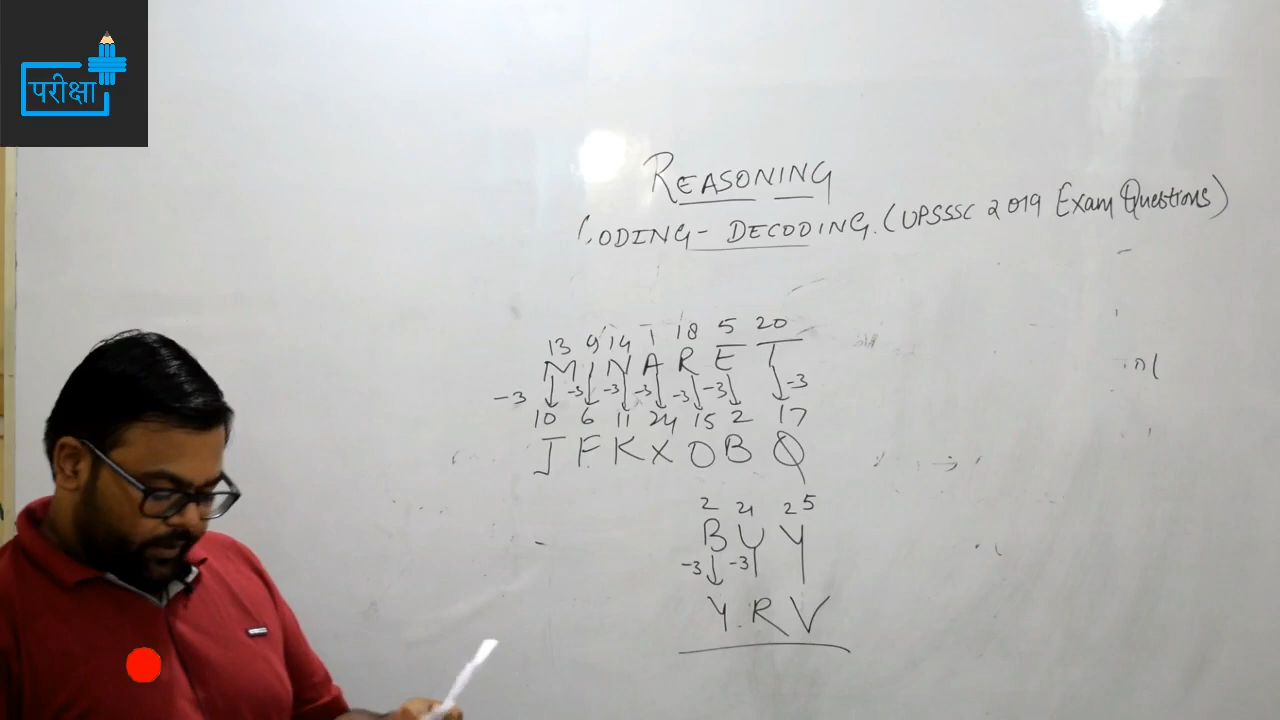 परीक्षा
REASONING
CODING - DECODING. (UPSSSC 2019 Exam Questions)
13 9 14 1 18 5 20
M I N A R E T
-3 -3 -3 -3 -3 -3 -3
10 6 11 24 15 2 17
J F K X O B Q
2 21 25
B U Y
-3 -3
Y R V